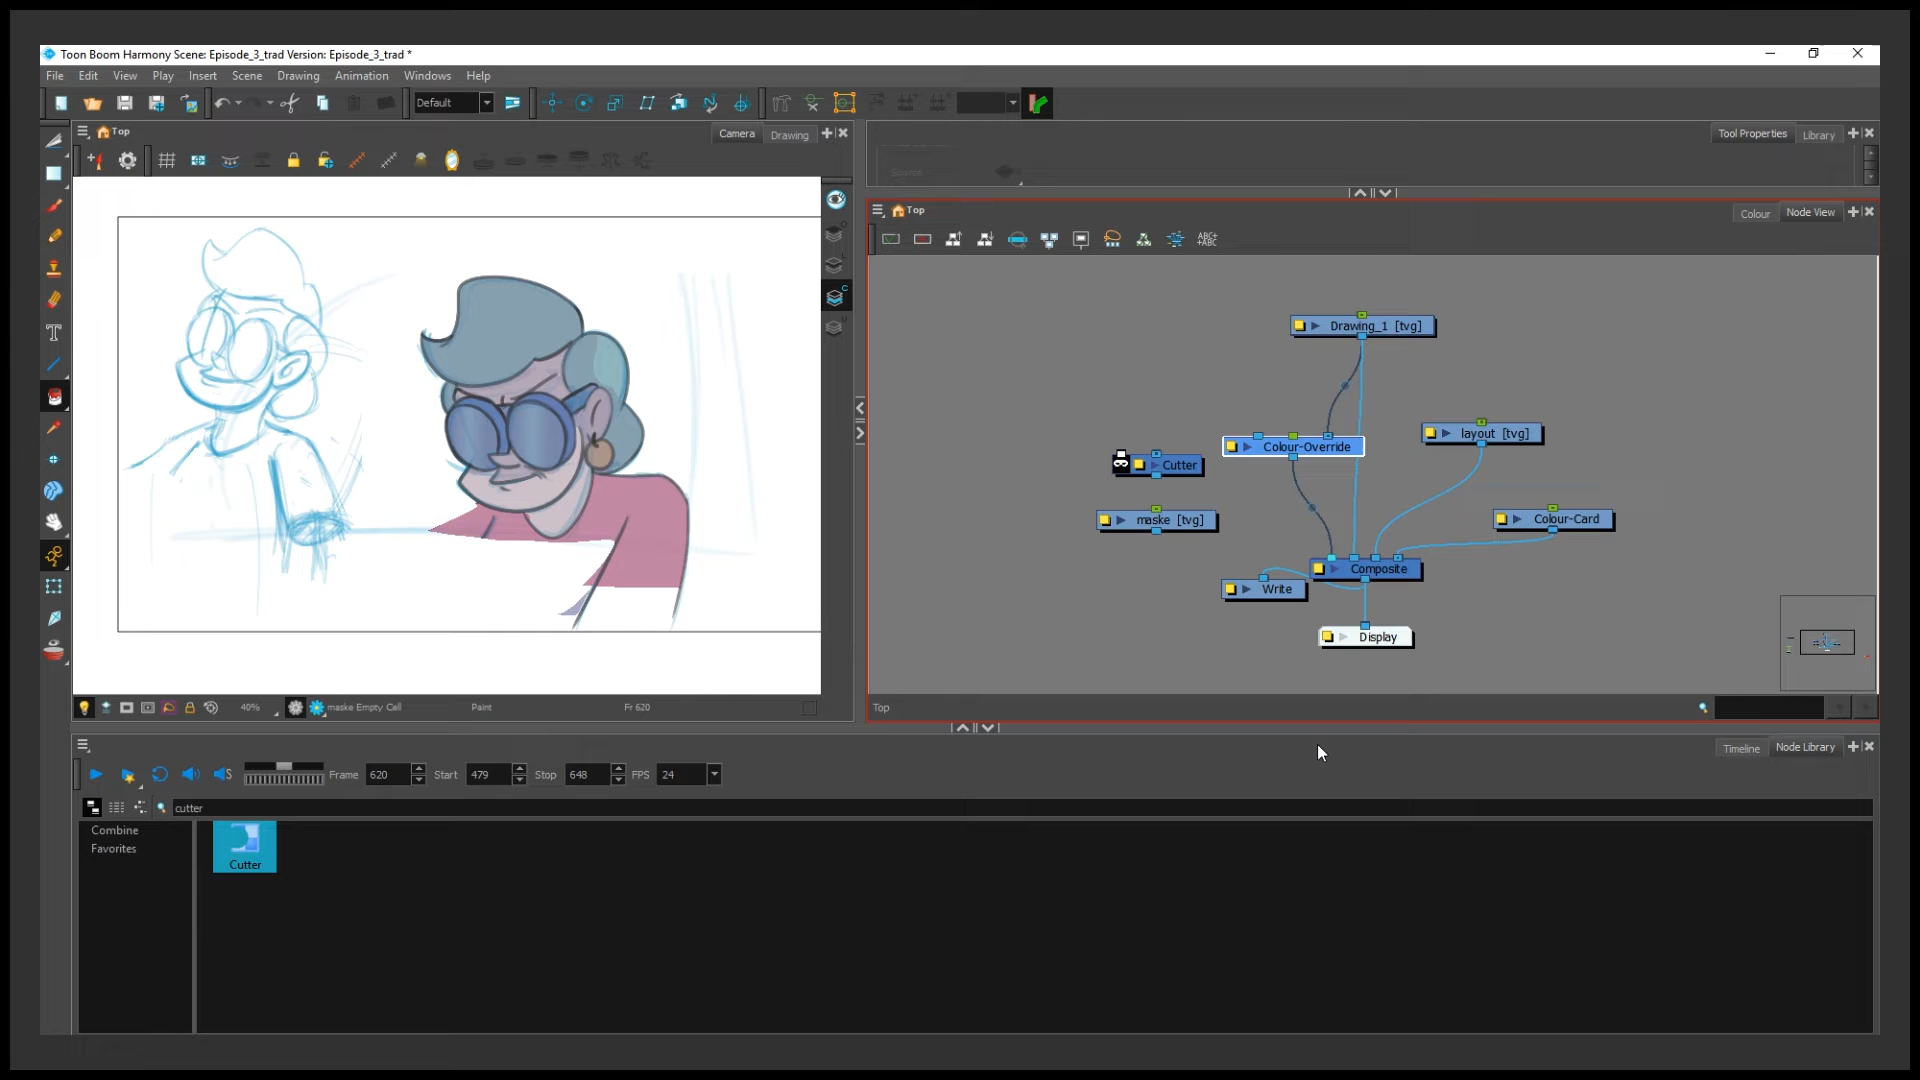 Toon Boom Harmony Scene: Episode_3_trad Version: Episode_3_trad *
File Edit View Play Insert Scene Drawing Animation Windows Help
Default
Top
Camera
Drawing
Tool Properties
Library
Source
Top
Colour
Node View
ABC+
+ABC
Drawing_1 [tvg]
Colour-Override
layout [tvg]
Cutter
maske [tvg]
Colour-Card
Composite
Write
Display
40%
maske Empty Cell
Paint
Fr 620
Top
Timeline
Node Library
Frame 620 Start 479 Stop 648 FPS 24
cutter
Combine
Favorites
Cutter